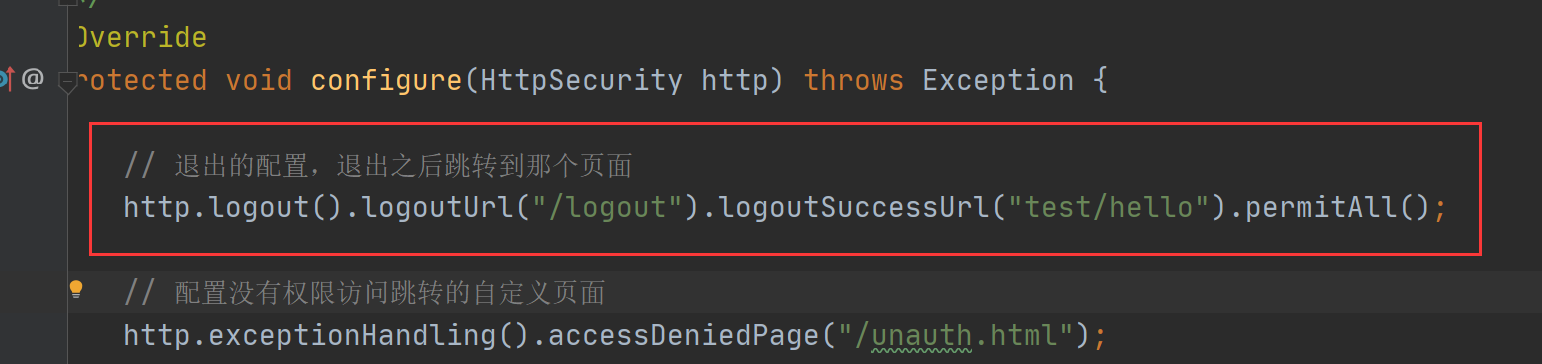 */
Override
@
rotected void configure(HttpSecurity http) throws Exception {
// 退出的配置，退出之后跳转到那个页面
http.logout().logoutUrl("/logout").logoutSuccessUrl("test/hello").permitAll();
// 配置没有权限访问跳转的自定义页面
http.exceptionHandling().accessDeniedPage("/unauth.html");